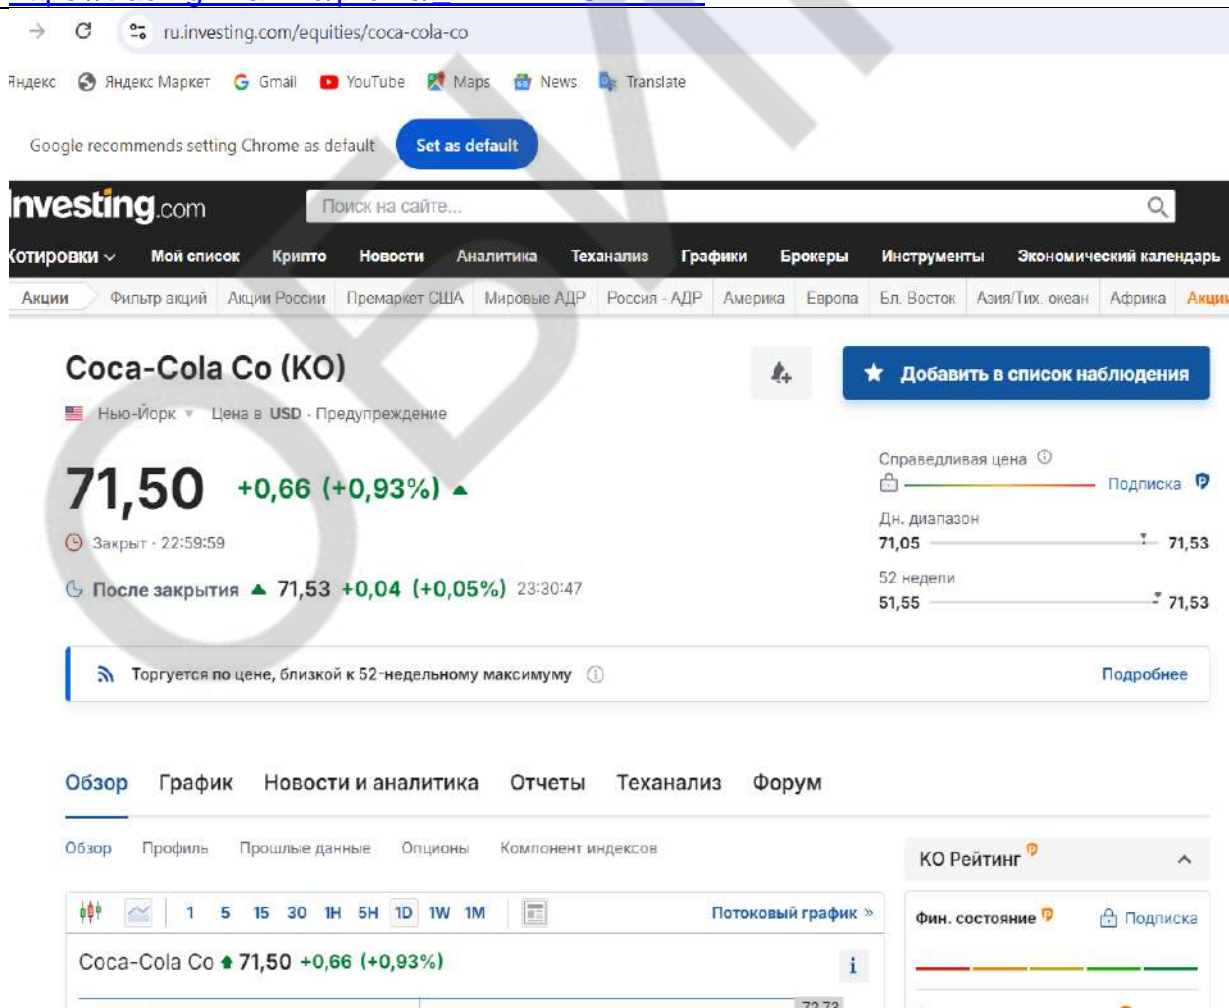 ru.investing.com/equities/coca-cola-co
Яндекс Яндекс Маркет Gmail YouTube Maps News Translate
Google recommends setting Chrome as default Set as default
Investing.com Поиск на сайте...
Котировки Мой список Крипто Новости Аналитика Теханализ Графики Брокеры Инструменты Экономический календарь
Акции Фильтр акций Акции России Премаркет США Мировые АДР Россия - АДР Америка Европа Бл. Восток Азия/Тих. океан Африка Акции
Coca-Cola Co (KO)
Добавить в список наблюдения
Нью-Йорк Цена в USD · Предупреждение
Справедливая цена
71,50 +0,66 (+0,93%)
Подписка
Дн. диапазон
Закрыт · 22:59:59
71,05 71,53
52 недели
После закрытия 71,53 +0,04 (+0,05%) 23:30:47
51,55 71,53
Торгуется по цене, близкой к 52-недельному максимуму Подробнее
Обзор График Новости и аналитика Отчеты Теханализ Форум
Обзор Профиль Прошлые данные Опционы Компонент индексов
КО Рейтинг
1 5 15 30 1H 5H 1D 1W 1M Потоковый график »
Фин. состояние Подписка
Coca-Cola Co 71,50 +0,66 (+0,93%)
72,73